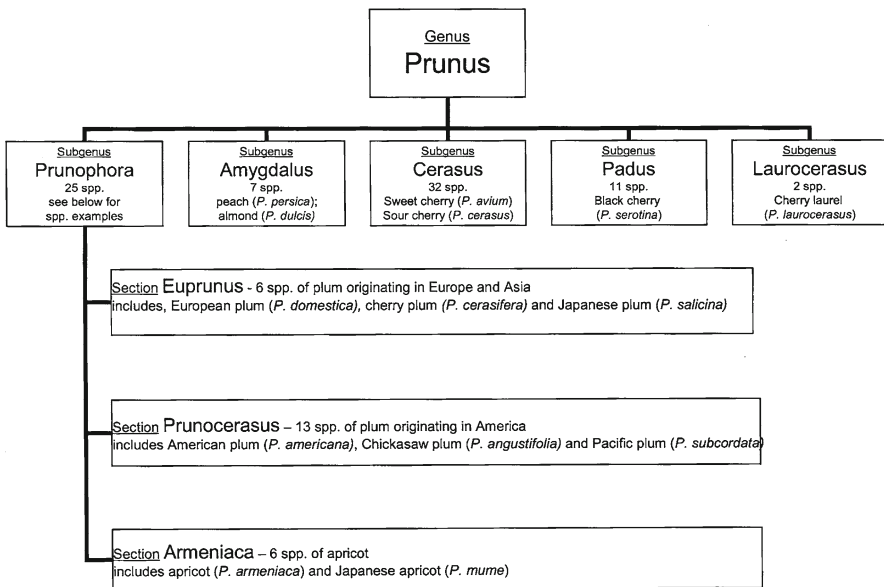 Genus
Prunus
Subgenus
Prunophora
25 spp.
see below for
spp. examples
Subgenus
Amygdalus
7 spp.
peach (P. persica);
almond (P. dulcis)
Subgenus
Cerasus
32 spp.
Sweet cherry (P. avium)
Sour cherry (P. cerasus)
Subgenus
Padus
11 spp.
Black cherry
(P. serotina)
Subgenus
Laurocerasus
2 spp.
Cherry laurel
(P. laurocerasus)
Section Euprunus - 6 spp. of plum originating in Europe and Asia
includes, European plum (P. domestica), cherry plum (P. cerasifera) and Japanese plum (P. salicina)
Section Prunocerasus – 13 spp. of plum originating in America
includes American plum (P. americana), Chickasaw plum (P. angustifolia) and Pacific plum (P. subcordata)
Section Armeniaca – 6 spp. of apricot
includes apricot (P. armeniaca) and Japanese apricot (P. mume)